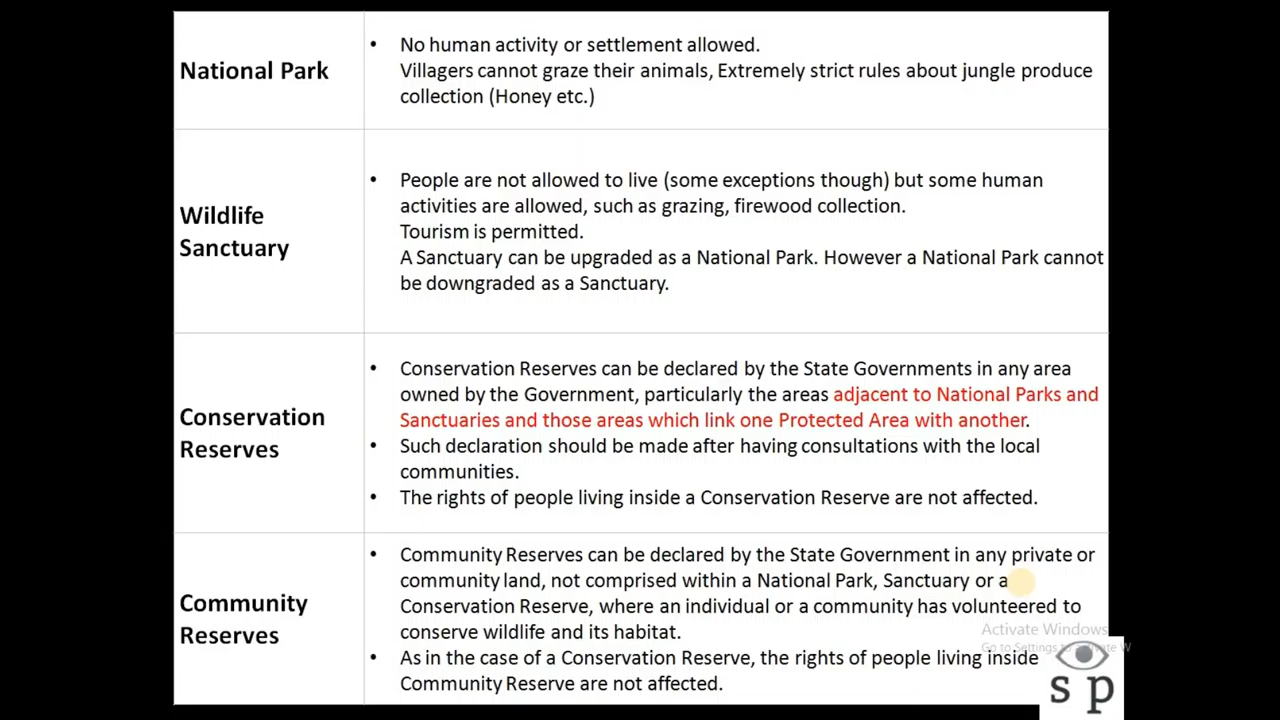 National Park
• No human activity or settlement allowed.
Villagers cannot graze their animals, Extremely strict rules about jungle produce
collection (Honey etc.)
Wildlife
Sanctuary
• People are not allowed to live (some exceptions though) but some human
activities are allowed, such as grazing, firewood collection.
Tourism is permitted.
A Sanctuary can be upgraded as a National Park. However a National Park cannot
be downgraded as a Sanctuary.
Conservation
Reserves
• Conservation Reserves can be declared by the State Governments in any area
owned by the Government, particularly the areas adjacent to National Parks and
Sanctuaries and those areas which link one Protected Area with another.
• Such declaration should be made after having consultations with the local
communities.
• The rights of people living inside a Conservation Reserve are not affected.
Community
Reserves
• Community Reserves can be declared by the State Government in any private or
community land, not comprised within a National Park, Sanctuary or a
Conservation Reserve, where an individual or a community has volunteered to
conserve wildlife and its habitat.
• As in the case of a Conservation Reserve, the rights of people living inside
Community Reserve are not affected.
Activate Windows
Go to Settings to activate W
s p